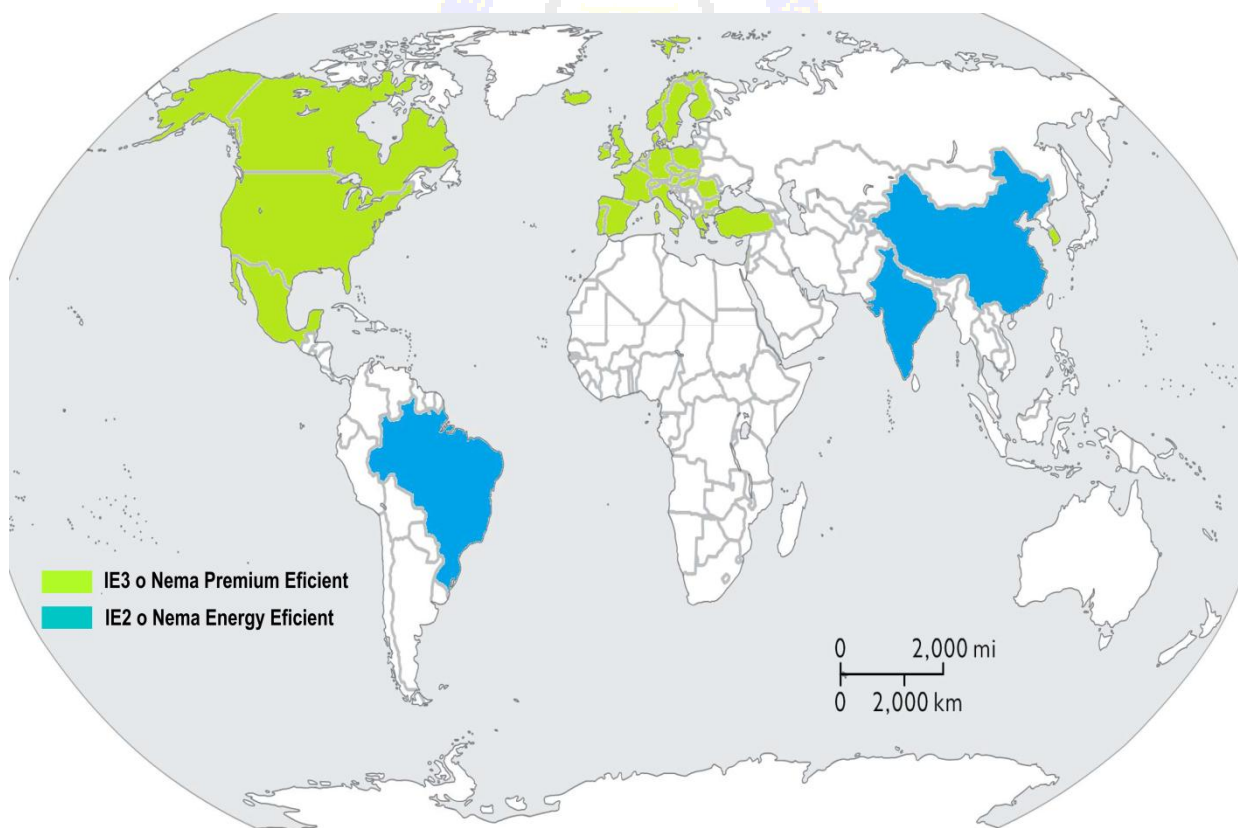 IE3 o Nema Premium Eficient
IE2 o Nema Energy Eficient
0 2,000 mi
0 2,000 km